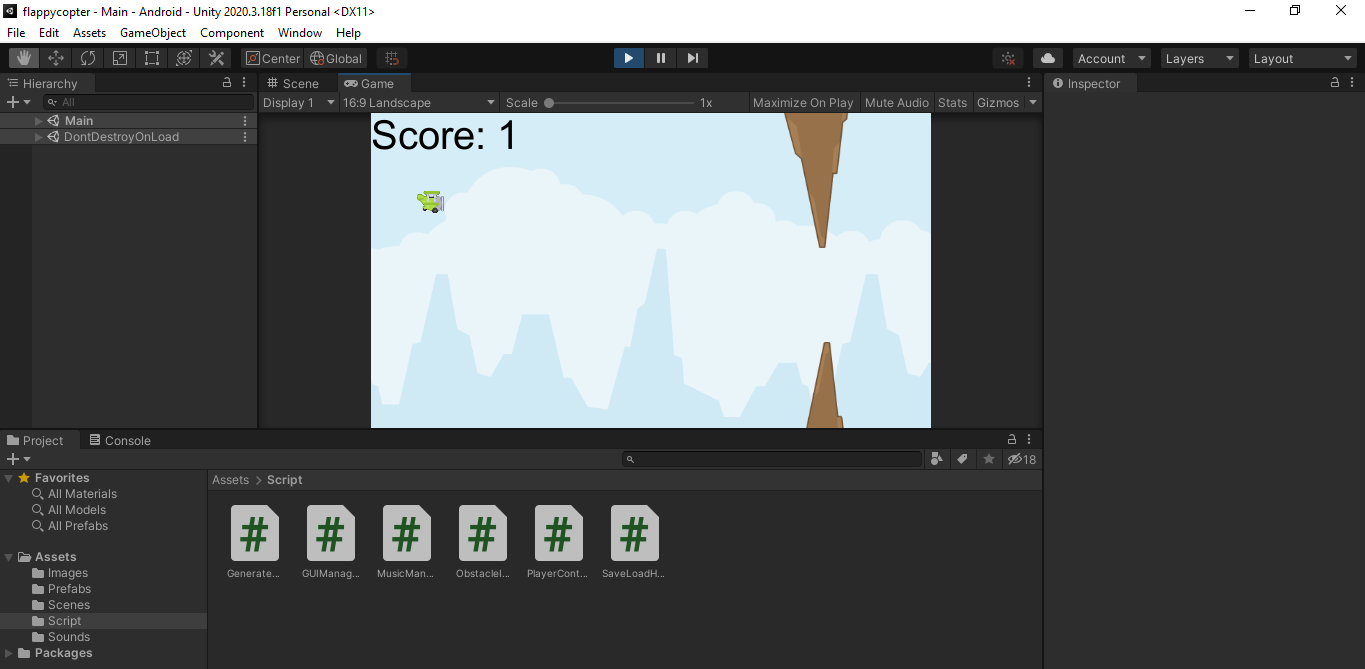 flappycopter - Main - Android - Unity 2020.3.18f1 Personal <DX11>
File Edit Assets GameObject Component Window Help
Center Global Account Layers Layout
Hierarchy Scene Game Inspector
All Display 1 16:9 Landscape Scale 1x Maximize On Play Mute Audio Stats Gizmos
Main
DontDestroyOnLoad
Score: 1
Project Console
18
Favorites
All Materials
All Models
All Prefabs
Assets
Images
Prefabs
Scenes
Script
Sounds
Packages
Assets > Script
Generate... GUIManag... MusicMan... ObstacleI... PlayerCont... SaveLoadH...